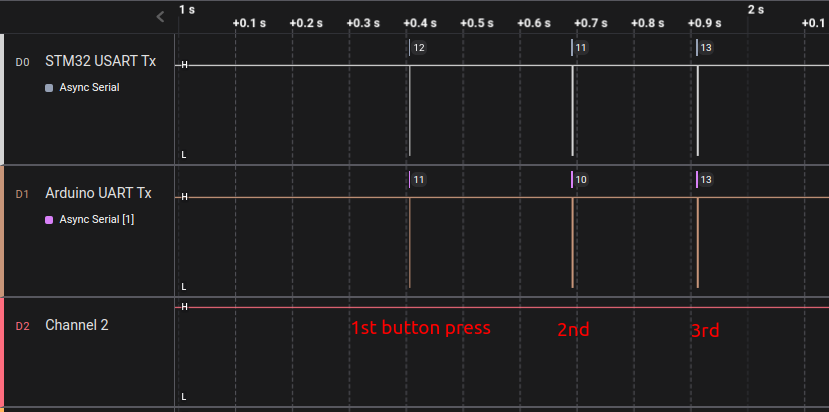 1 s
2 s
+0.1 s +0.2 s +0.3 s +0.4 s +0.5 s +0.6 s +0.7 s +0.8 s +0.9 s +0.1
D0 STM32 USART Tx
Async Serial
H
L
12 11 13
D1 Arduino UART Tx
Async Serial [1]
H
L
11 10 13
D2 Channel 2
H
L
1st button press 2nd 3rd